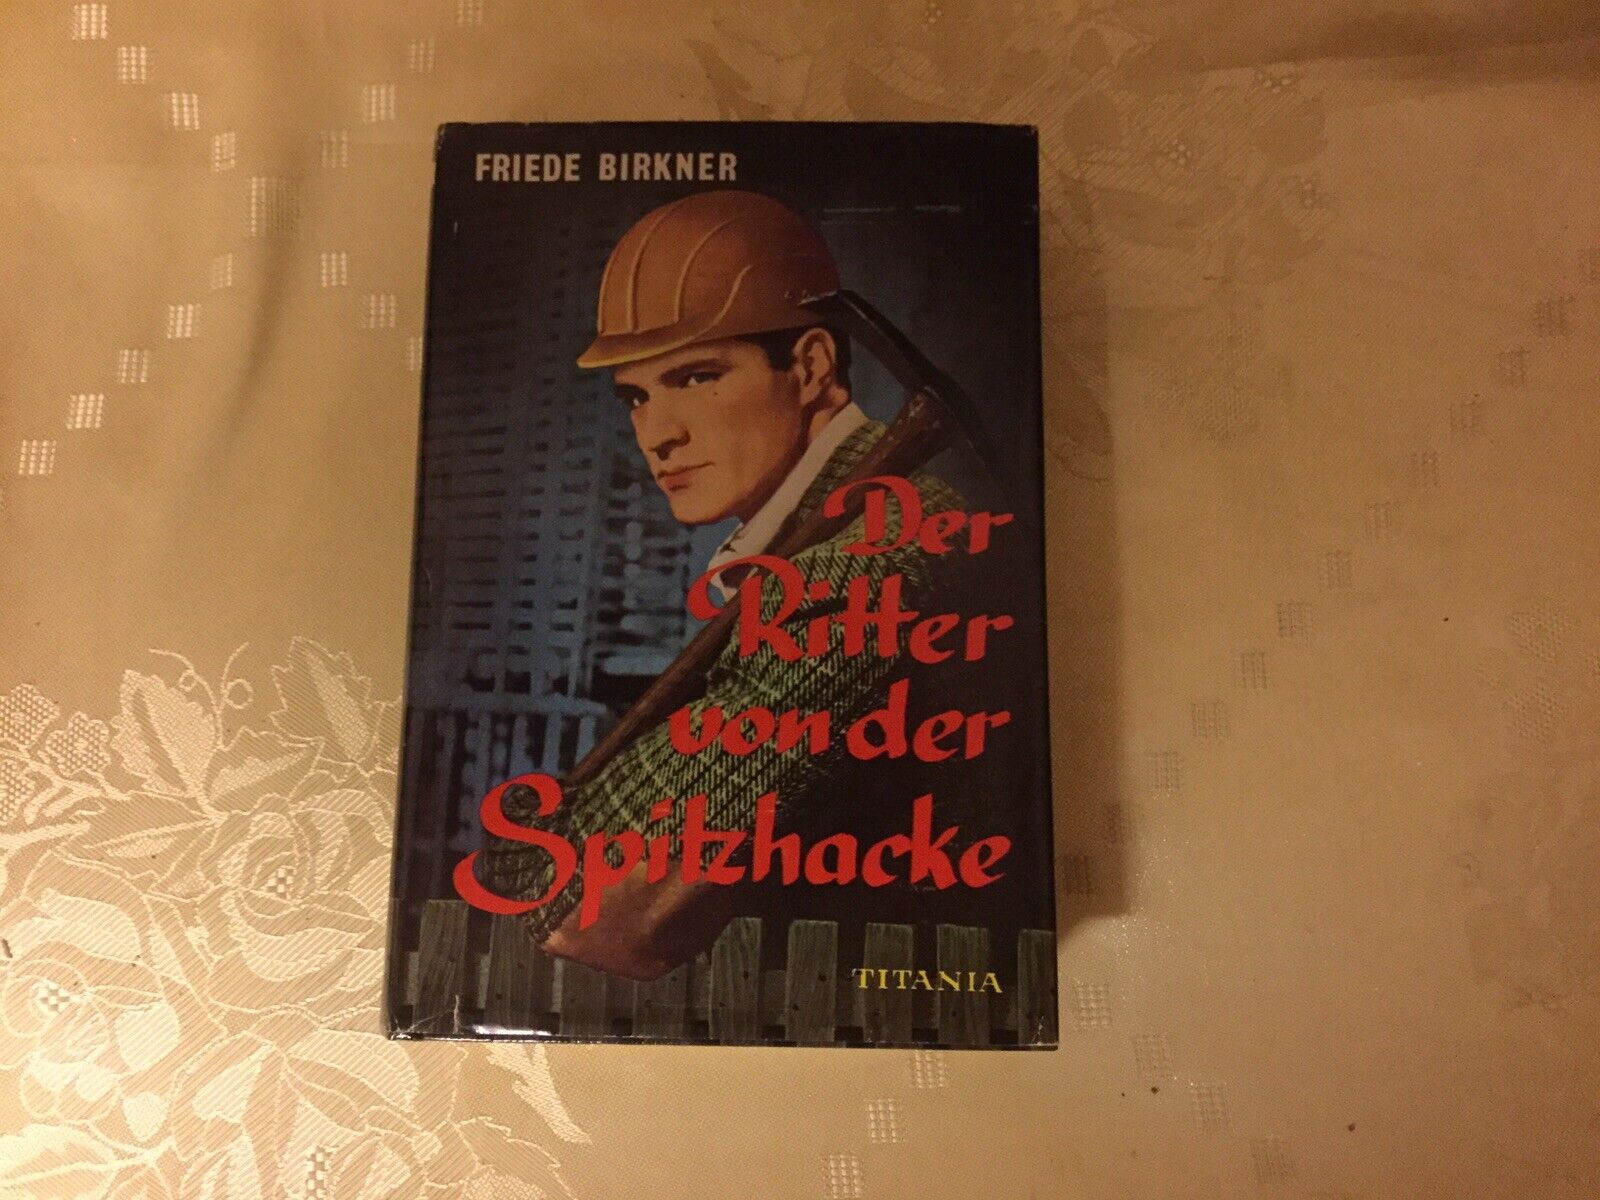 FRIEDE BIRKNER
Der
Ritter
von der
Spitzhacke
TITANIA